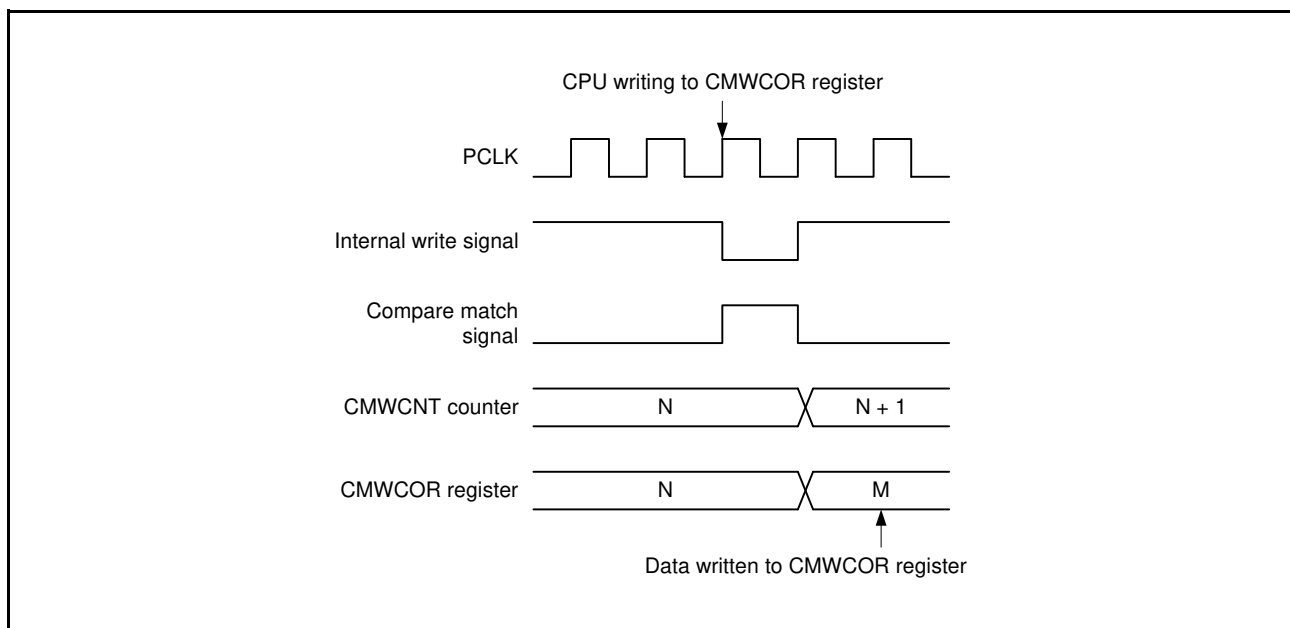 CPU writing to CMWCOR register
PCLK
Internal write signal
Compare match
signal
CMWCNT counter
N
N + 1
CMWCOR register
N
M
Data written to CMWCOR register